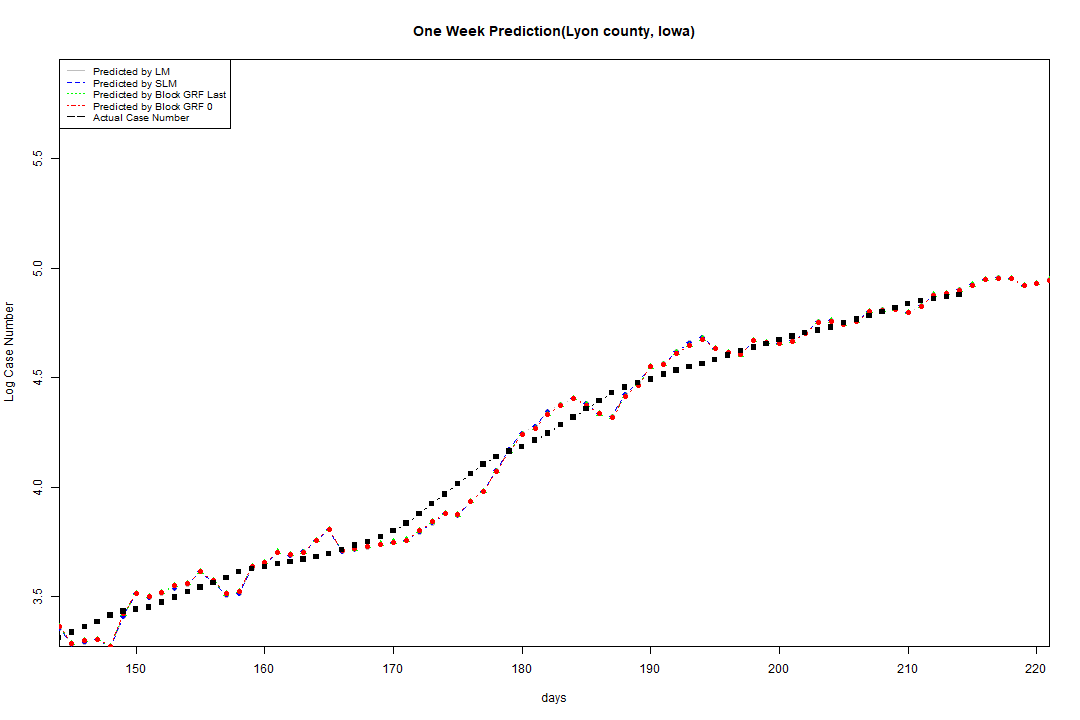 One Week Prediction(Lyon county, Iowa)
Predicted by LM
Predicted by SLM
Predicted by Block GRF Last
Predicted by Block GRF 0
Actual Case Number
5.5
5.0
4.5
4.0
3.5
Log Case Number
150 160 170 180 190 200 210 220
days